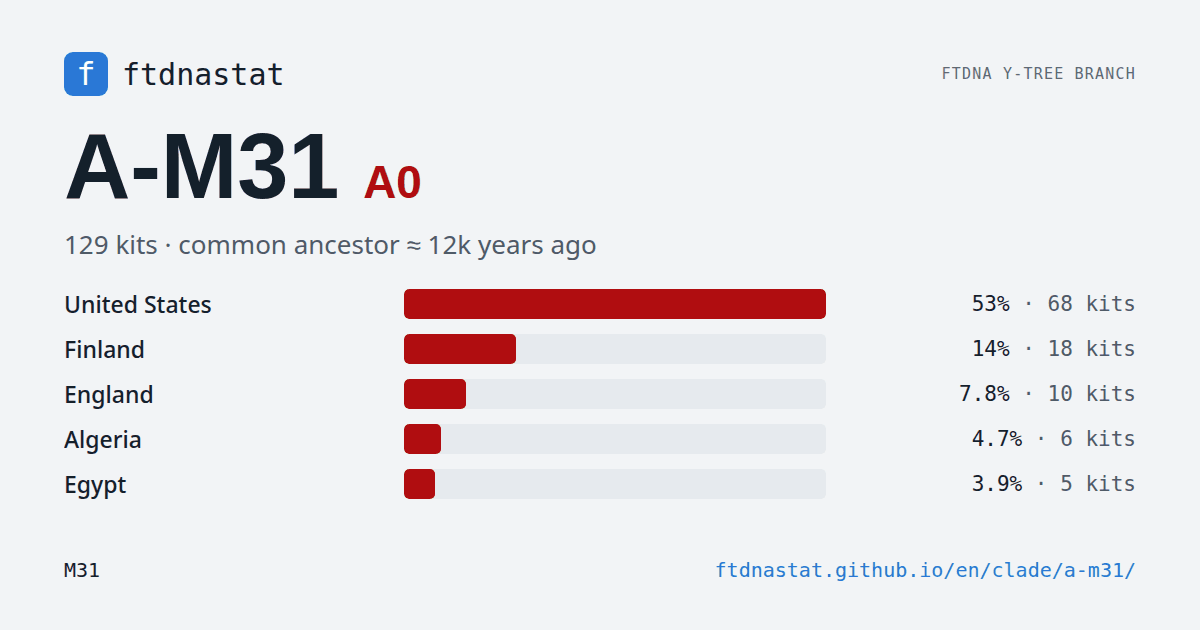 f ftdnastat
FTDNA Y-TREE BRANCH
A-M31 A0
129 kits · common ancestor ≈ 12k years ago
United States 53% · 68 kits
Finland 14% · 18 kits
England 7.8% · 10 kits
Algeria 4.7% · 6 kits
Egypt 3.9% · 5 kits
M31
ftdnastat.github.io/en/clade/a-m31/